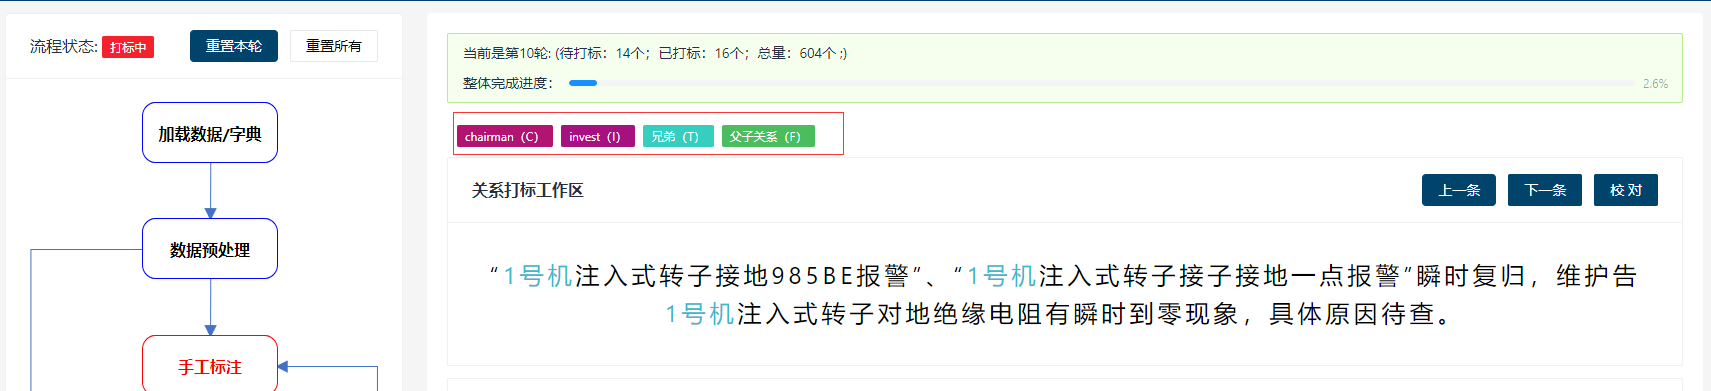 流程状态: 打标中 重置本轮 重置所有
加载数据/字典
数据预处理
手工标注
当前是第10轮: (待打标：14个；已打标：16个；总量：604个 ;)
整体完成进度： 2.6%
chairman（C） invest（I） 兄弟（T） 父子关系（F）
关系打标工作区 上一条 下一条 校 对
“1号机注入式转子接地985BE报警”、“1号机注入式转子接子接地一点报警”瞬时复归，维护告
1号机注入式转子对地绝缘电阻有瞬时到零现象，具体原因待查。